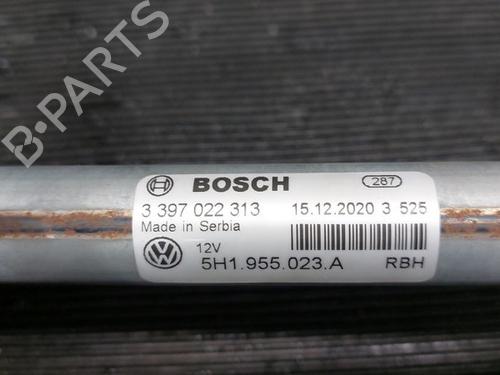 B-PARTS
BOSCH 287
3 397 022 313 15.12.2020 3 525
Made in Serbia
12V
5H1.955.023.A RBH